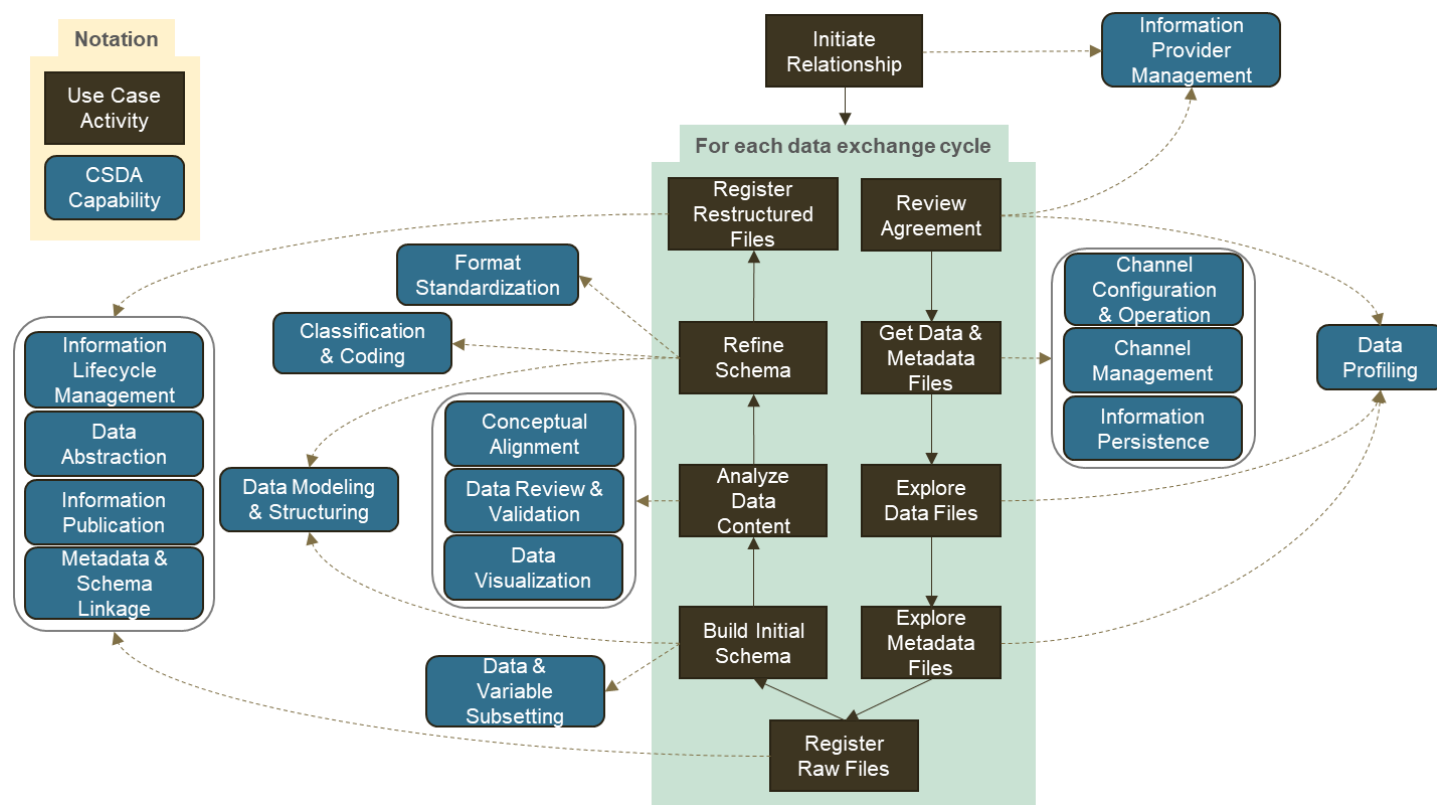 Notation
Use Case
Activity
CSDA
Capability
Initiate
Relationship
Information
Provider
Management
For each data exchange cycle
Register
Restructured
Files
Review
Agreement
Format
Standardization
Classification
& Coding
Refine
Schema
Get Data &
Metadata
Files
Channel
Configuration
& Operation
Channel
Management
Information
Persistence
Data
Profiling
Information
Lifecycle
Management
Data
Abstraction
Information
Publication
Metadata &
Schema
Linkage
Data Modeling
& Structuring
Conceptual
Alignment
Data Review &
Validation
Data
Visualization
Analyze
Data
Content
Explore
Data Files
Build Initial
Schema
Explore
Metadata
Files
Data &
Variable
Subsetting
Register
Raw Files